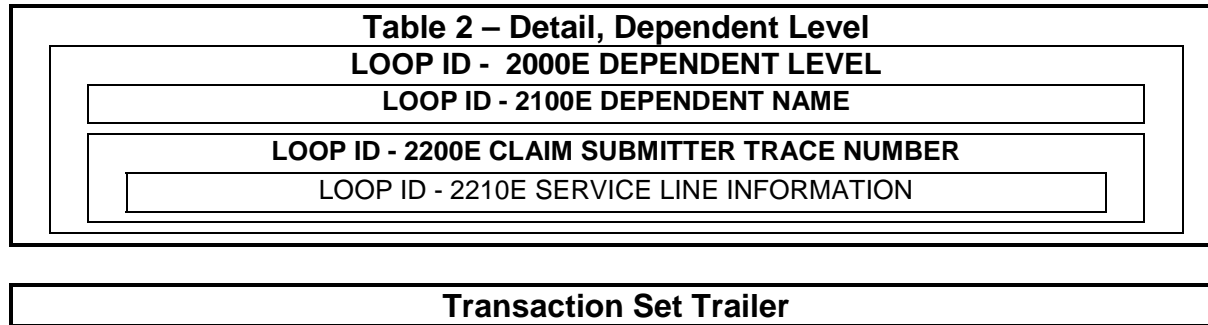 Table 2 – Detail, Dependent Level
LOOP ID - 2000E DEPENDENT LEVEL
LOOP ID - 2100E DEPENDENT NAME
LOOP ID - 2200E CLAIM SUBMITTER TRACE NUMBER
LOOP ID - 2210E SERVICE LINE INFORMATION
Transaction Set Trailer